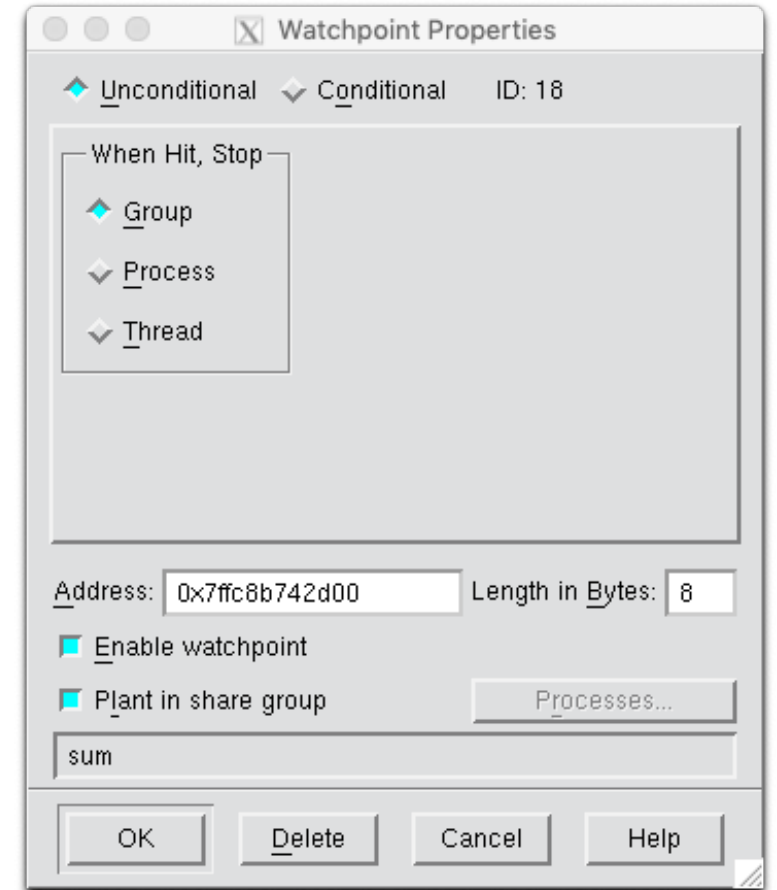 Watchpoint Properties
Unconditional Conditional ID: 18
When Hit, Stop
Group
Process
Thread
Address: 0x7ffc8b742d00 Length in Bytes: 8
Enable watchpoint
Plant in share group Processes...
sum
OK Delete Cancel Help